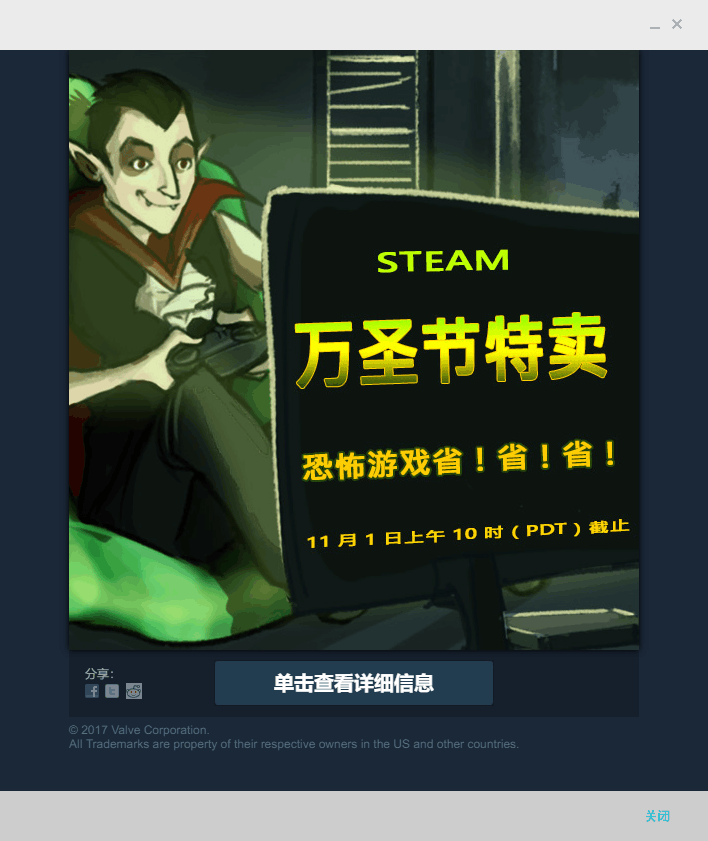 STEAM
万圣节特卖
恐怖游戏省！省！省！
11 月 1 日上午 10 时 ( PDT ) 截止
分享:
单击查看详细信息
© 2017 Valve Corporation.
All Trademarks are property of their respective owners in the US and other countries.
关闭